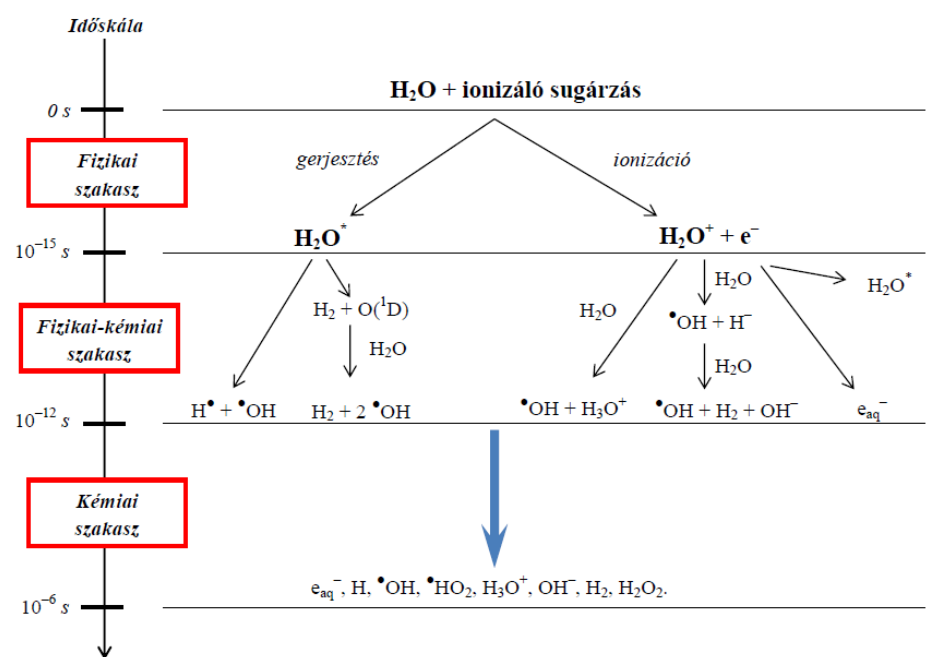 Időskála
H₂O + ionizáló sugárzás
0 s
Fizikai
szakasz
gerjesztés
ionizáció
H₂O*
H₂O⁺ + e⁻
10⁻¹⁵ s
H₂O
H₂O*
H₂ + O(¹D)
H₂O
•OH + H⁻
Fizikai-kémiai
szakasz
H₂O
H₂O
H• + •OH
H₂ + 2 •OH
•OH + H₃O⁺
•OH + H₂ + OH⁻
eaq⁻
10⁻¹² s
Kémiai
szakasz
eaq⁻, H, •OH, •HO₂, H₃O⁺, OH⁻, H₂, H₂O₂.
10⁻⁶ s